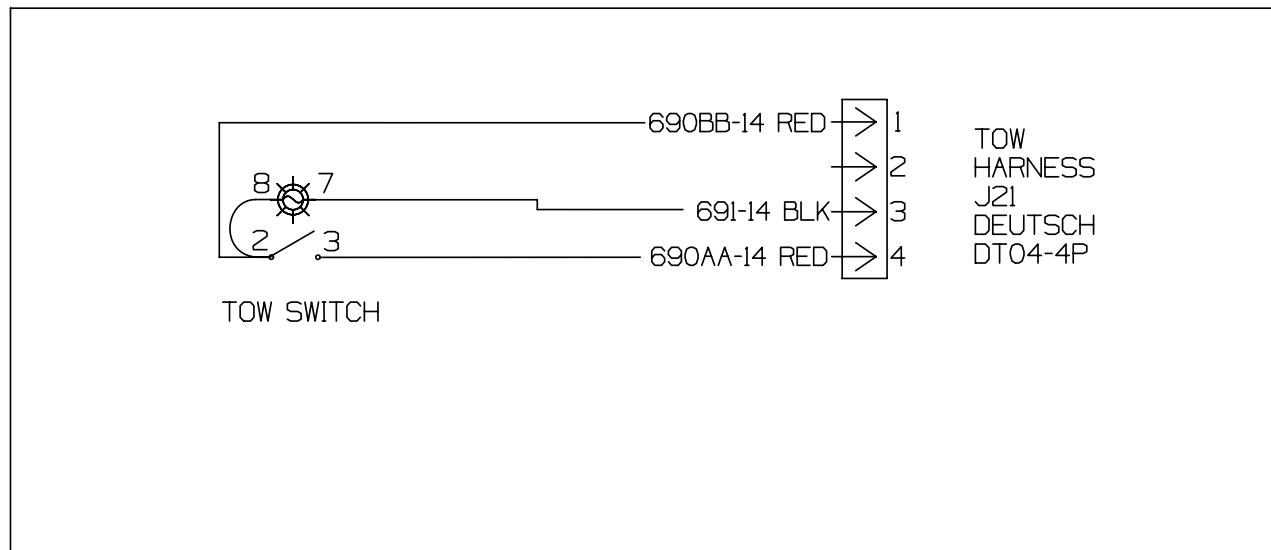 690BB-14 RED 1
2
8 7
691-14 BLK 3
2 3
690AA-14 RED 4
TOW
HARNESS
J21
DEUTSCH
DT04-4P
TOW SWITCH